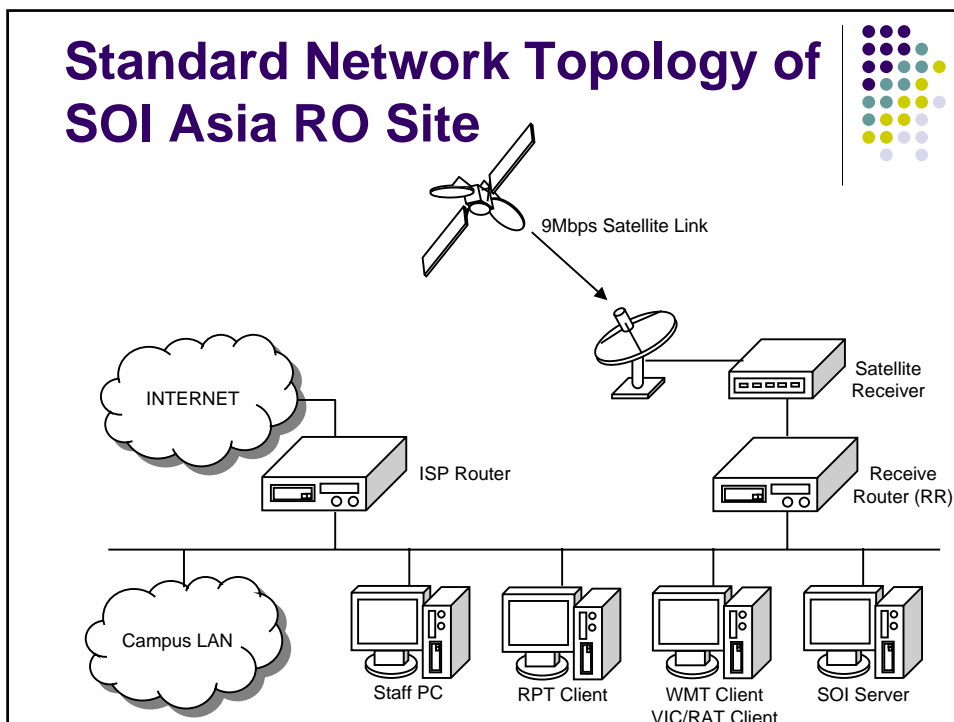 Standard Network Topology of
SOI Asia RO Site
9Mbps Satellite Link
INTERNET
Satellite
Receiver
ISP Router
Receive
Router (RR)
Campus LAN
Staff PC
RPT Client
WMT Client
VIC/RAT Client
SOI Server